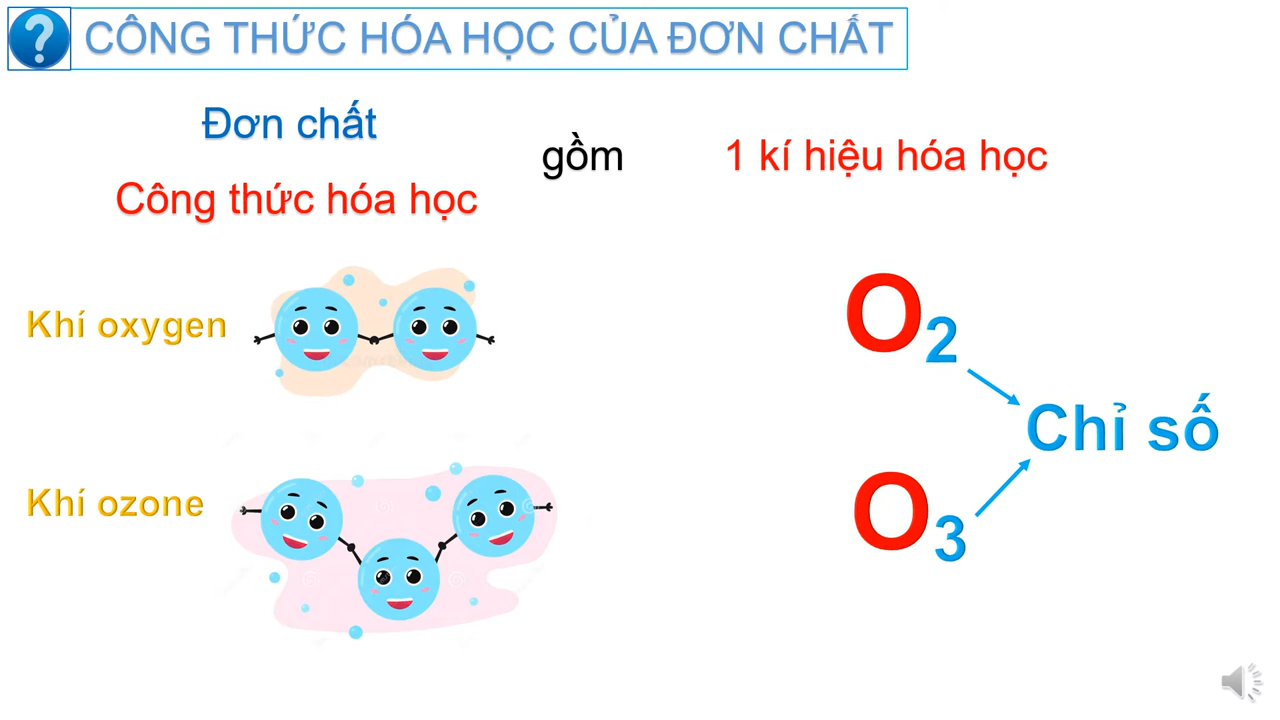 CÔNG THỨC HÓA HỌC CỦA ĐƠN CHẤT
Đơn chất
gồm
1 kí hiệu hóa học
Công thức hóa học
Khí oxygen
O2
Chỉ số
Khí ozone
O3